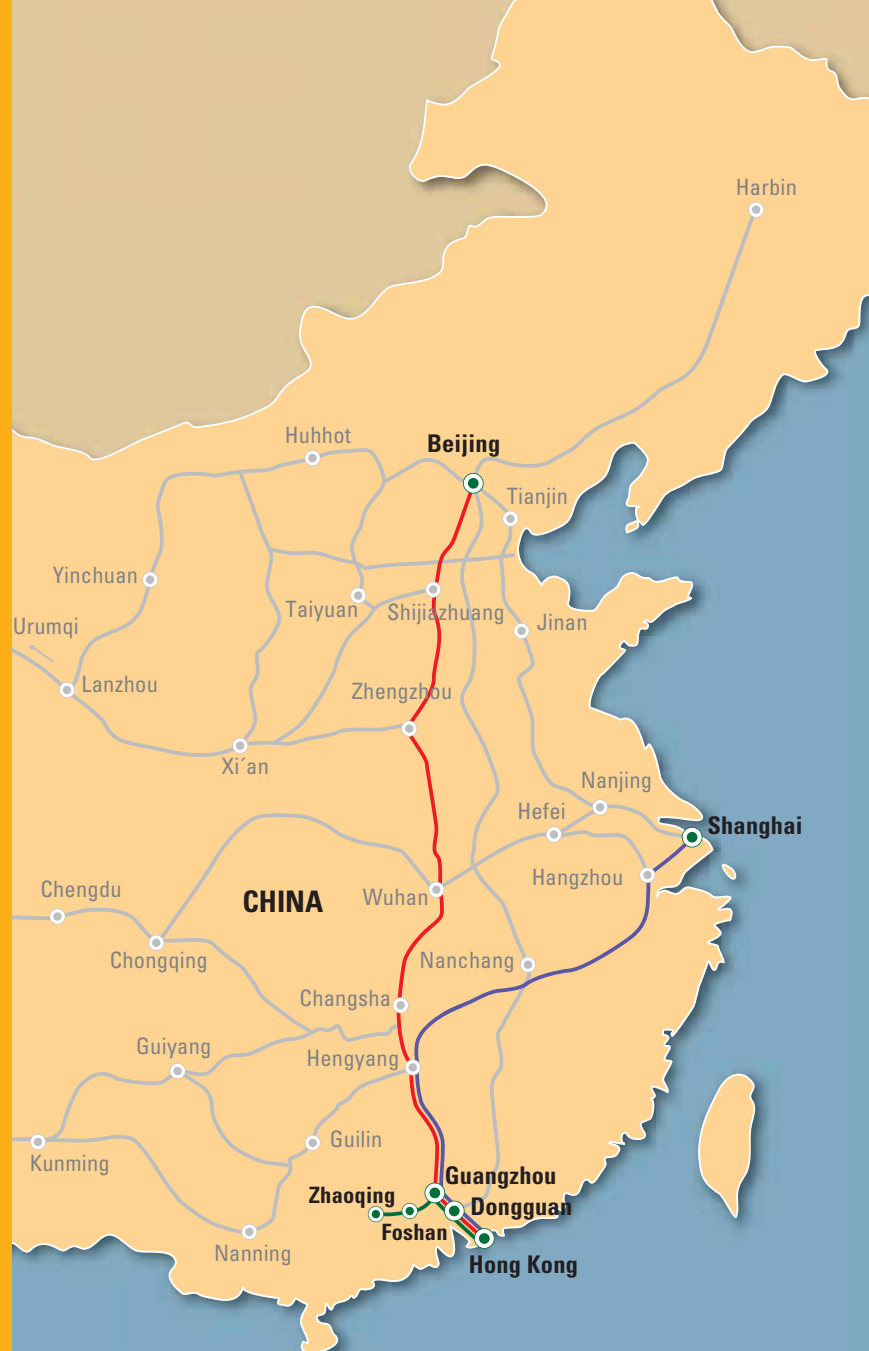 Harbin
Huhhot
Beijing
Tianjin
Yinchuan
Taiyuan
Shijiazhuang
Jinan
Urumqi
Lanzhou
Zhengzhou
Xi´an
Nanjing
Hefei
Shanghai
Hangzhou
Chengdu
CHINA
Wuhan
Chongqing
Nanchang
Changsha
Guiyang
Hengyang
Guilin
Kunming
Guangzhou
Zhaoqing
Dongguan
Foshan
Nanning
Hong Kong